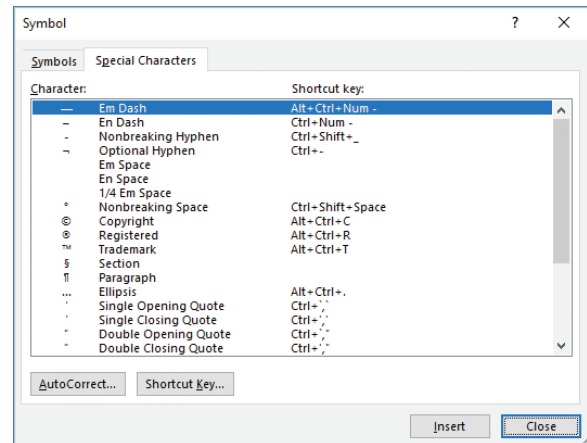 Symbol ? ×
Symbols Special Characters
Character: Shortcut key:
— Em Dash Alt+Ctrl+Num -
– En Dash Ctrl+Num -
- Nonbreaking Hyphen Ctrl+Shift+_
¬ Optional Hyphen Ctrl+-
Em Space
En Space
1/4 Em Space
° Nonbreaking Space Ctrl+Shift+Space
© Copyright Alt+Ctrl+C
® Registered Alt+Ctrl+R
™ Trademark Alt+Ctrl+T
§ Section
¶ Paragraph
… Ellipsis Alt+Ctrl+.
‘ Single Opening Quote Ctrl+`,`
’ Single Closing Quote Ctrl+','
“ Double Opening Quote Ctrl+`,"
” Double Closing Quote Ctrl+',"
AutoCorrect... Shortcut Key...
Insert Close